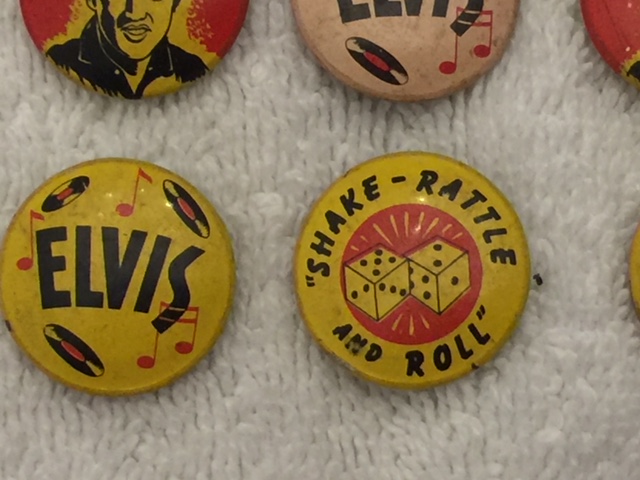 ELVIS
ELVIS
"SHAKE-RATTLE
AND ROLL"